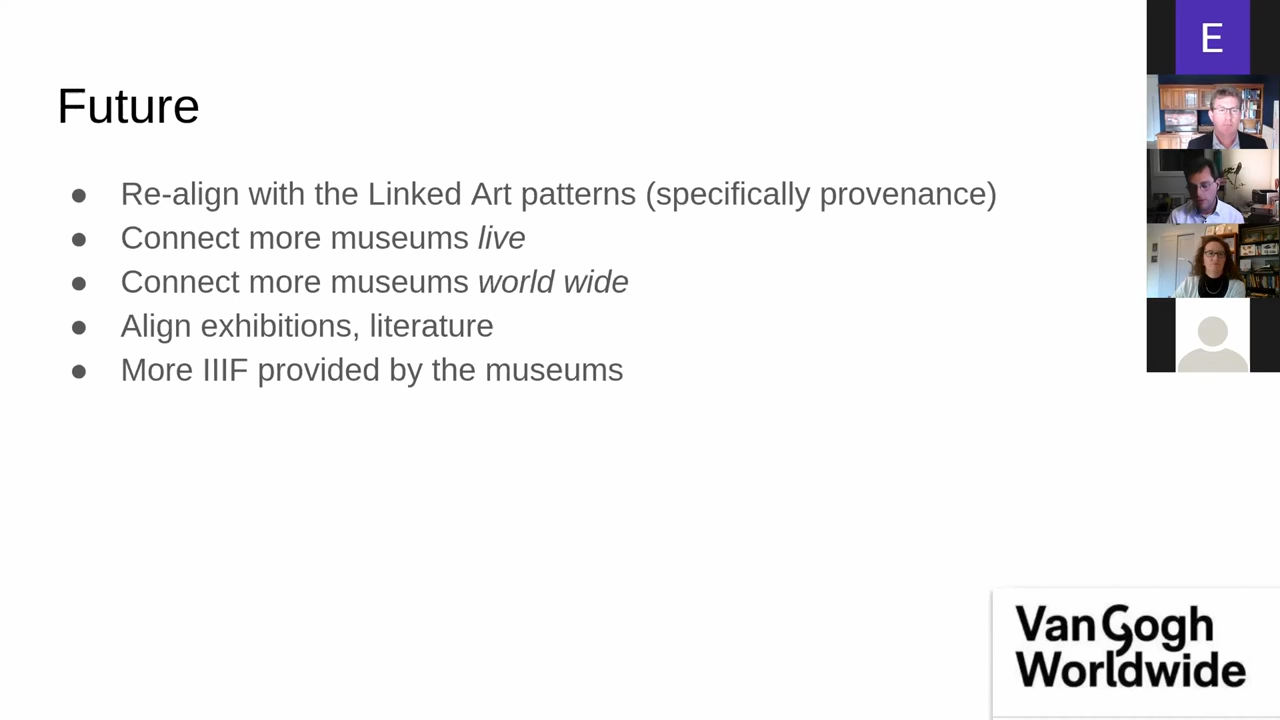 E
Future
● Re-align with the Linked Art patterns (specifically provenance)
● Connect more museums live
● Connect more museums world wide
● Align exhibitions, literature
● More IIIF provided by the museums
Van Gogh
Worldwide